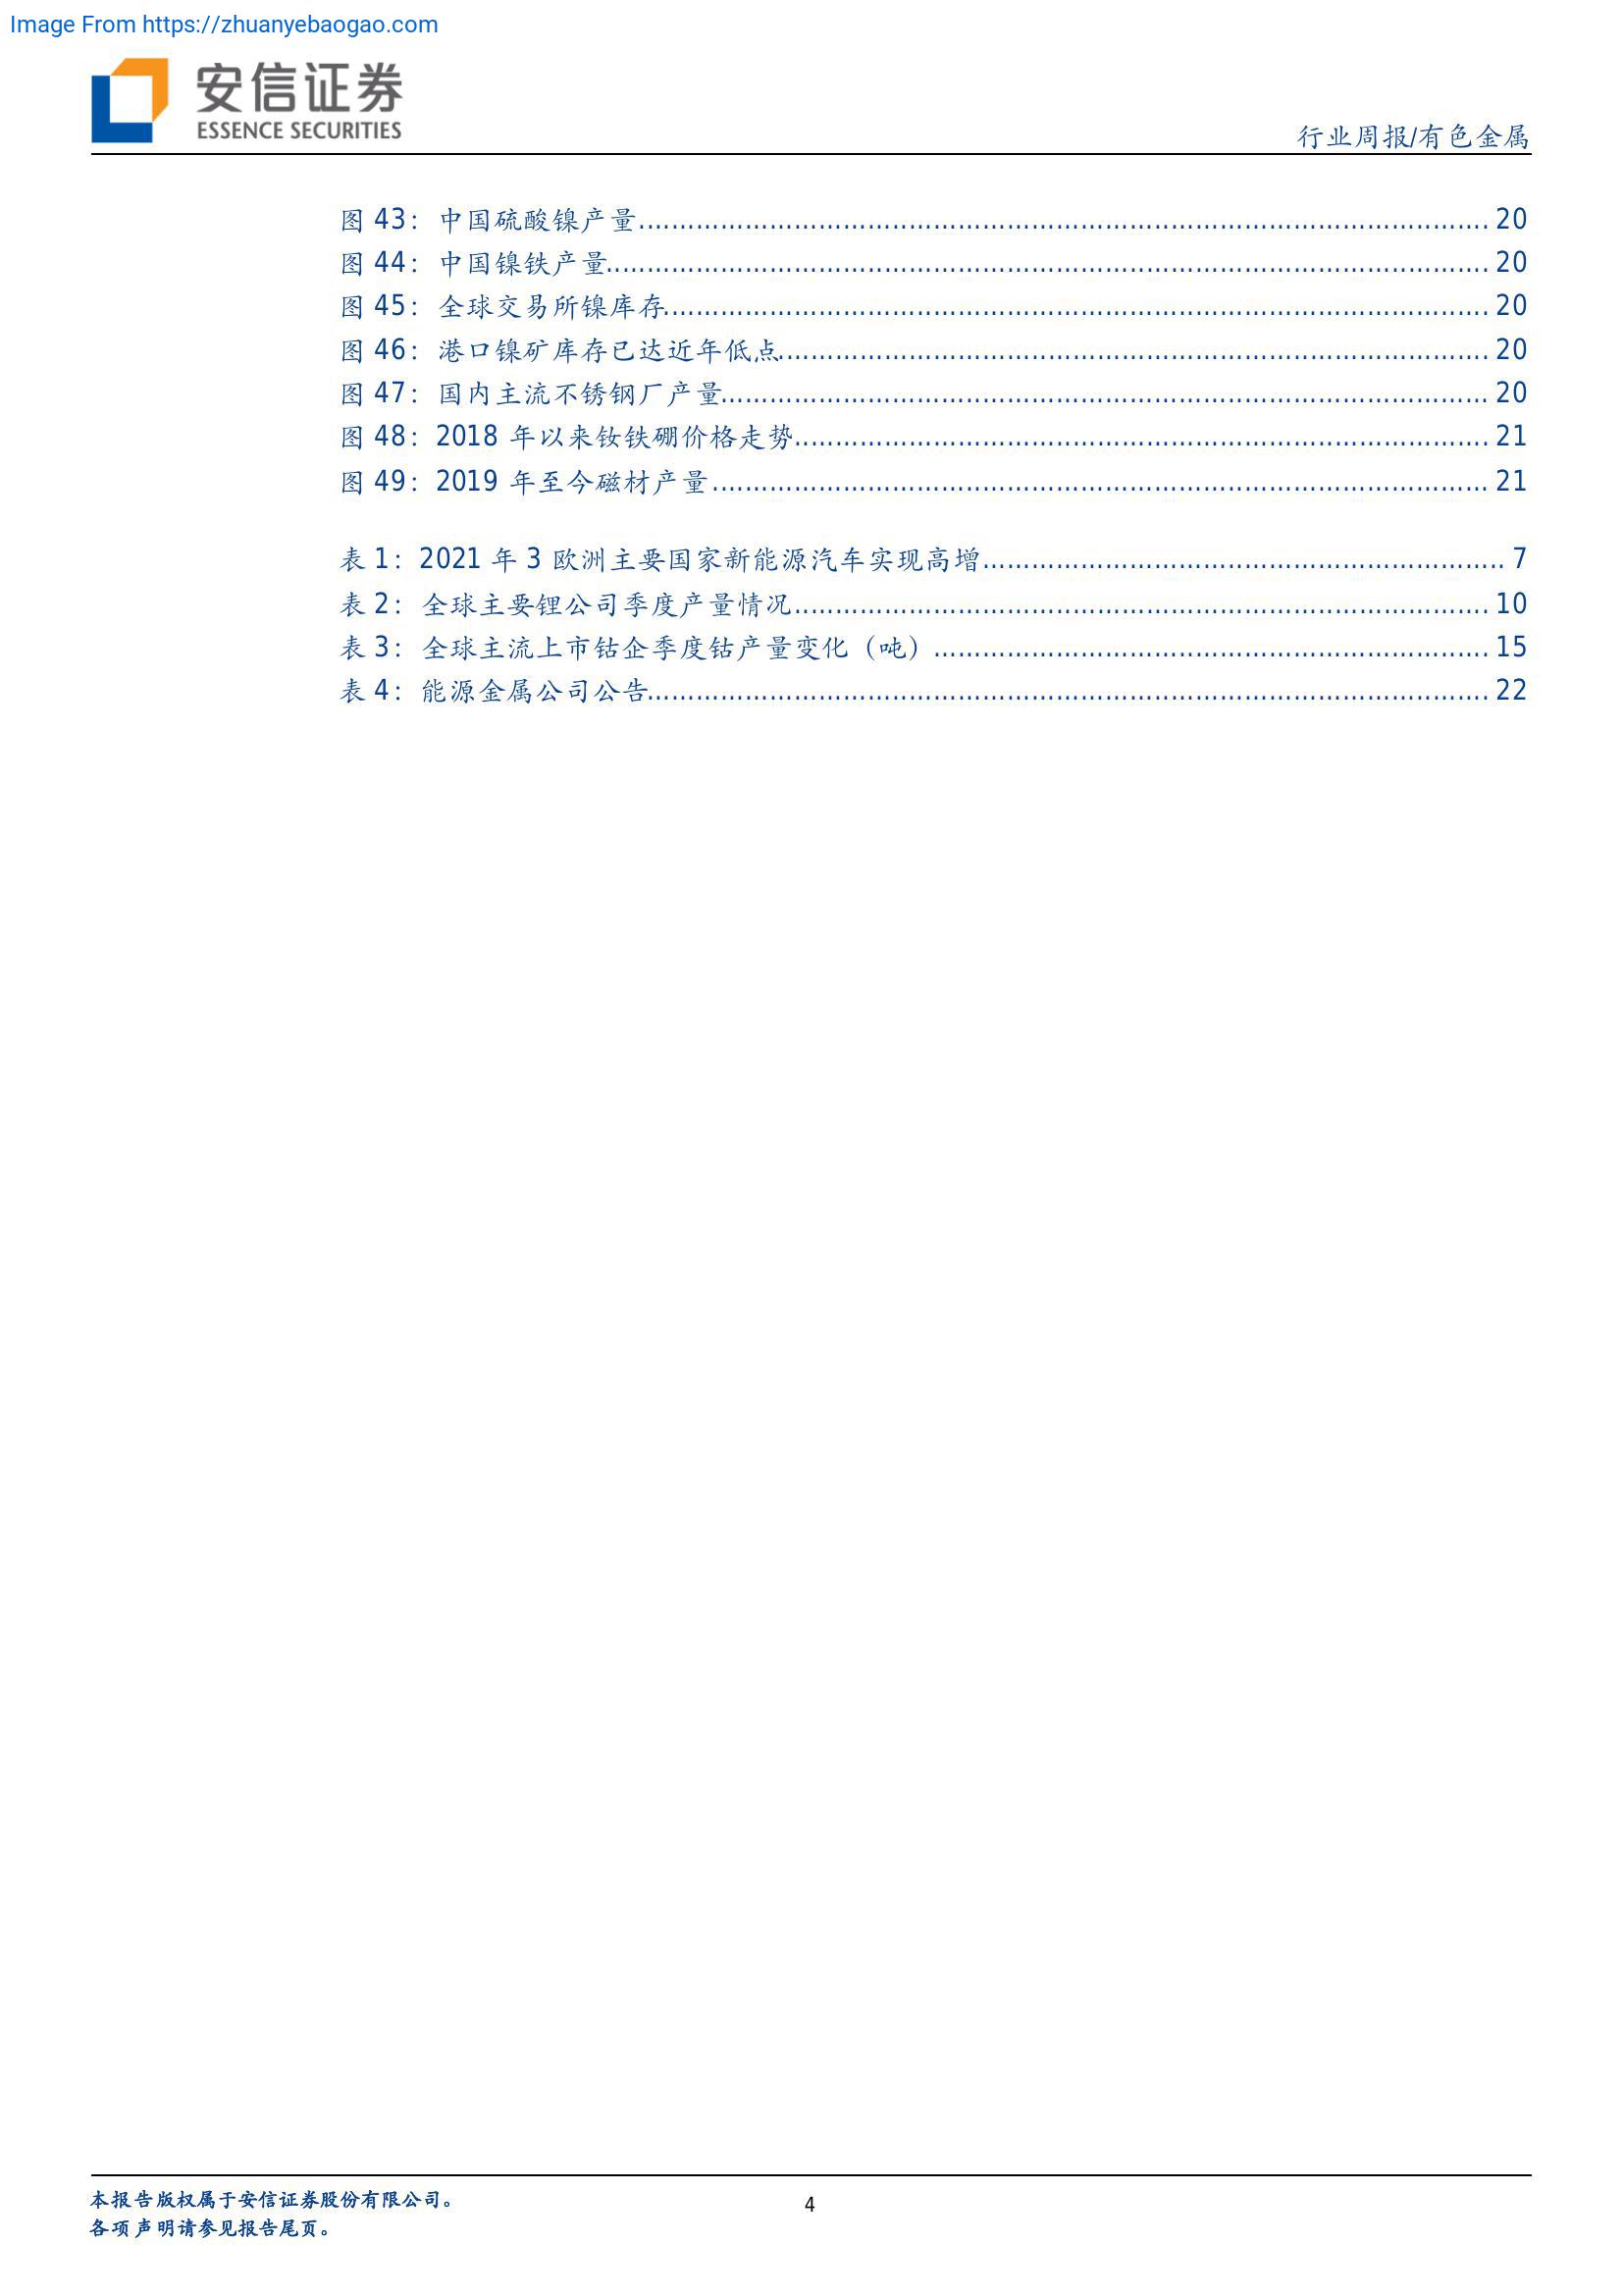 Image From https://zhuanyebaogao.com
安信证券
ESSENCE SECURITIES
行业周报/有色金属
图 43：中国硫酸镍产量 20
图 44：中国镍铁产量 20
图 45：全球交易所镍库存 20
图 46：港口镍矿库存已达近年低点 20
图 47：国内主流不锈钢厂产量 20
图 48：2018 年以来钕铁硼价格走势 21
图 49：2019 年至今磁材产量 21
表 1：2021 年 3 欧洲主要国家新能源汽车实现高增 7
表 2：全球主要锂公司季度产量情况 10
表 3：全球主流上市钴企季度钴产量变化（吨） 15
表 4：能源金属公司公告 22
本报告版权属于安信证券股份有限公司。
各项声明请参见报告尾页。
4